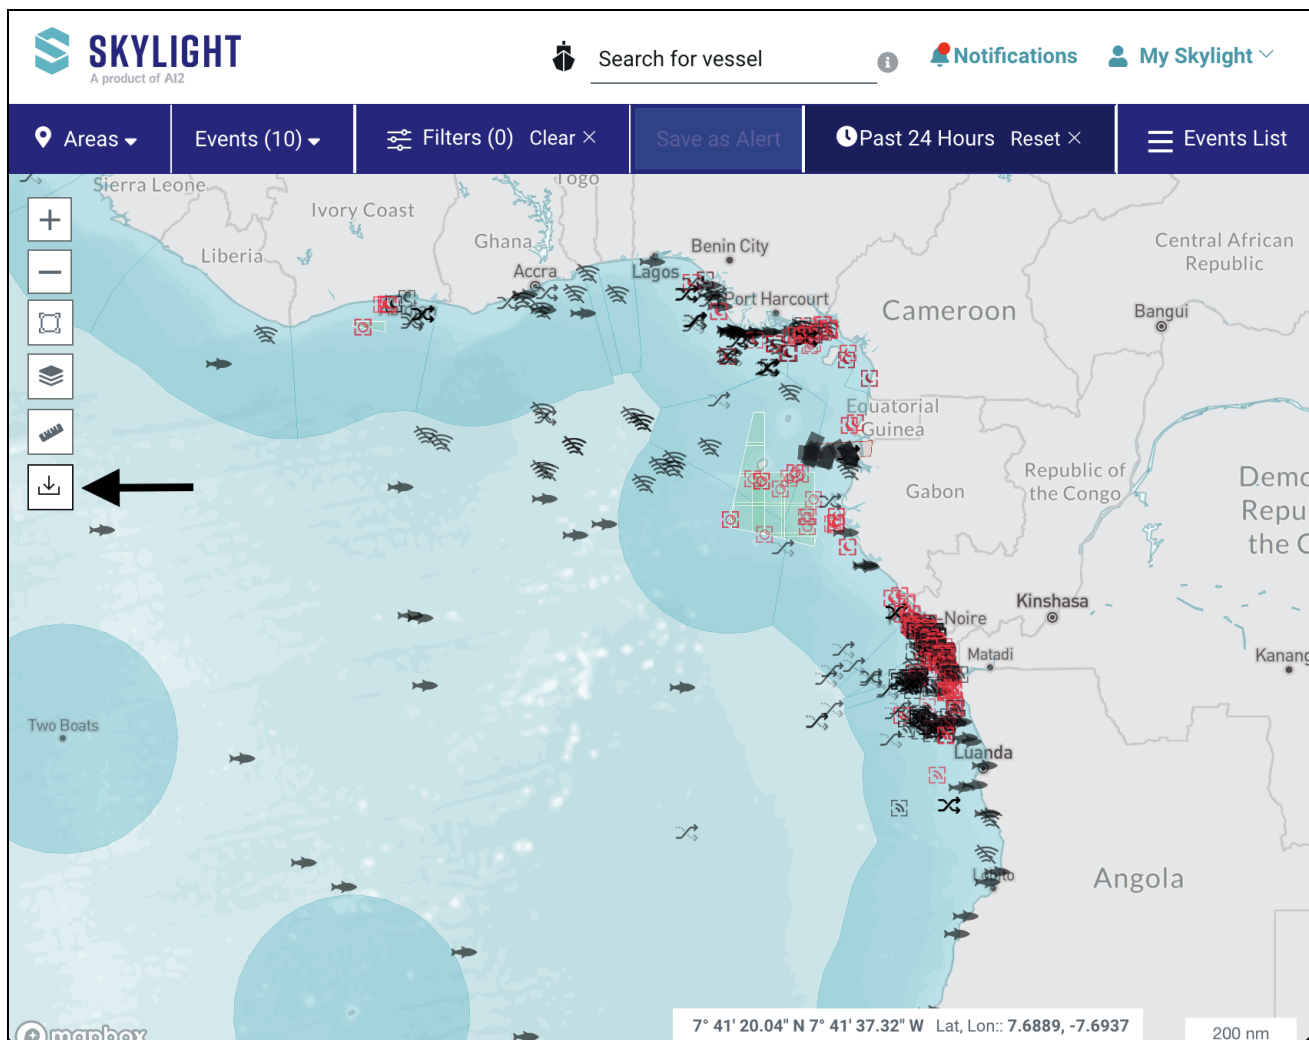 SKYLIGHT
A product of AI2
Search for vessel
Notifications
My Skylight
Areas
Events (10)
Filters (0)
Clear ×
Save as Alert
Past 24 Hours
Reset ×
Events List
Sierra Leone
Togo
Ivory Coast
Liberia
Ghana
Accra
Lagos
Benin City
Port Harcourt
Cameroon
Central African
Republic
Bangui
Equatorial
Guinea
Gabon
Republic of
the Congo
Demo
Repu
the C
Noire
Kinshasa
Matadi
Kanang
Two Boats
Luanda
Angola
7° 41' 20.04" N 7° 41' 37.32" W Lat, Lon:: 7.6889, -7.6937
200 nm
mapbox